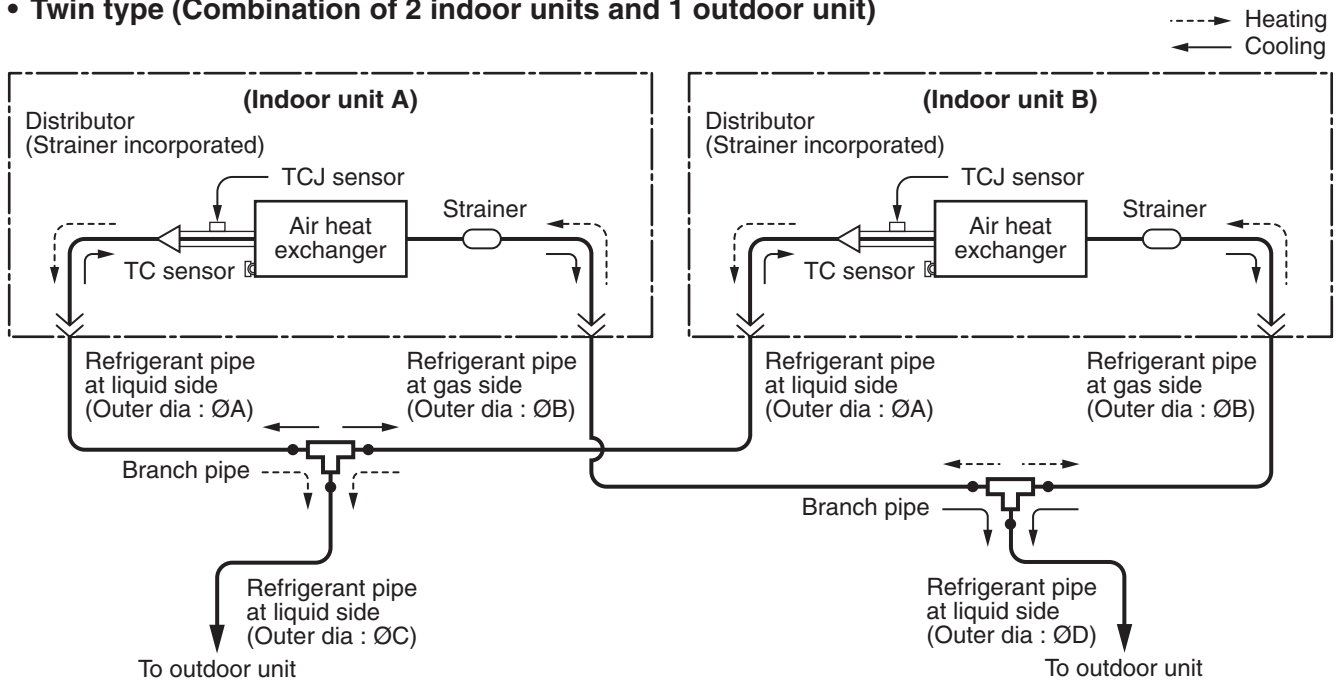 • Twin type (Combination of 2 indoor units and 1 outdoor unit)
Heating
Cooling
(Indoor unit A)
Distributor
(Strainer incorporated)
TCJ sensor
Air heat
exchanger
Strainer
TC sensor
(Indoor unit B)
Distributor
(Strainer incorporated)
TCJ sensor
Air heat
exchanger
Strainer
TC sensor
Refrigerant pipe
at liquid side
(Outer dia : ØA)
Refrigerant pipe
at gas side
(Outer dia : ØB)
Refrigerant pipe
at liquid side
(Outer dia : ØA)
Refrigerant pipe
at gas side
(Outer dia : ØB)
Branch pipe
Branch pipe
Refrigerant pipe
at liquid side
(Outer dia : ØC)
Refrigerant pipe
at liquid side
(Outer dia : ØD)
To outdoor unit
To outdoor unit